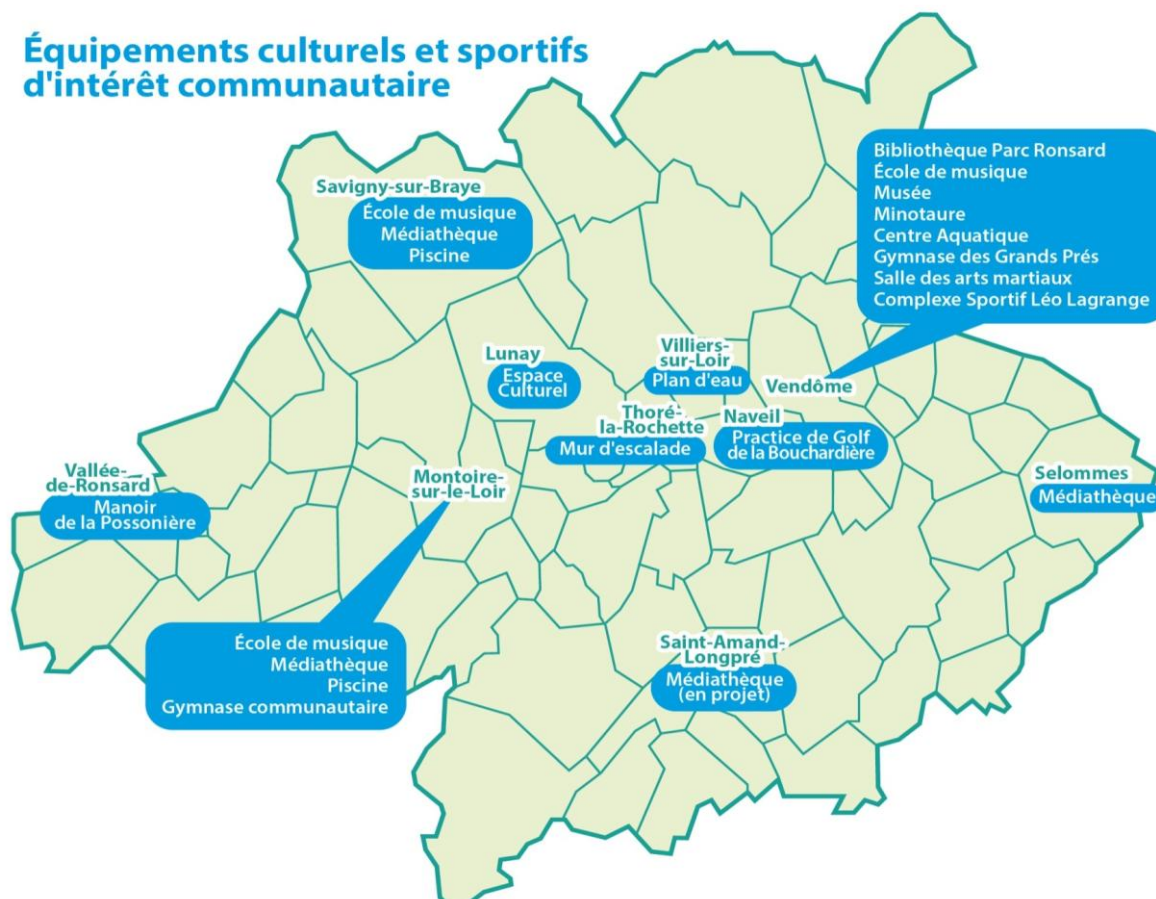 Équipements culturels et sportifs
d'intérêt communautaire
Bibliothèque Parc Ronsard
École de musique
Musée
Minotaure
Centre Aquatique
Gymnase des Grands Prés
Salle des arts martiaux
Complexe Sportif Léo Lagrange
Savigny-sur-Braye
École de musique
Médiathèque
Piscine
Lunay
Espace
Culturel
Villiers-
sur-Loir
Plan d'eau
Vendôme
Thoré-
la-Rochette
Mur d'escalade
Naveil
Practice de Golf
de la Bouchardière
Vallée-
de-Ronsard
Manoir
de la Possonière
Montoire-
sur-le-Loir
Selommes
Médiathèque
École de musique
Médiathèque
Piscine
Gymnase communautaire
Saint-Amand-
Longpré
Médiathèque
(en projet)